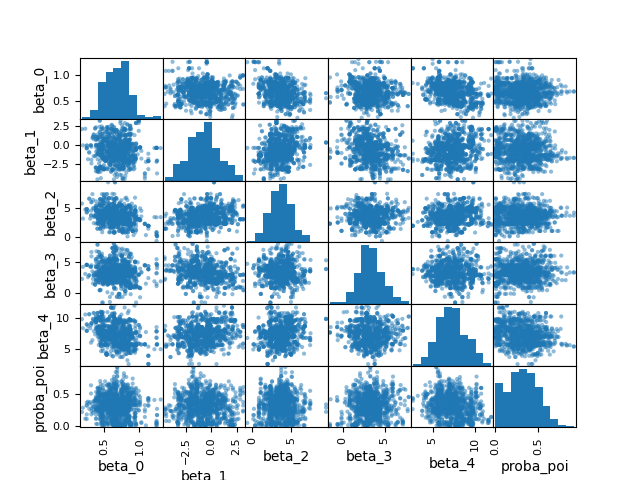 beta_0
1.0
0.5
beta_1
2.5
0.0
−2.5
beta_2
5
0
beta_3
5
0
beta_4
10
5
proba_poi
0.5
0.0
0.5 1.0 −2.5 0.0 2.5 0 5 0 5 5 10 0.0 0.5
beta_0 beta_1 beta_2 beta_3 beta_4 proba_poi